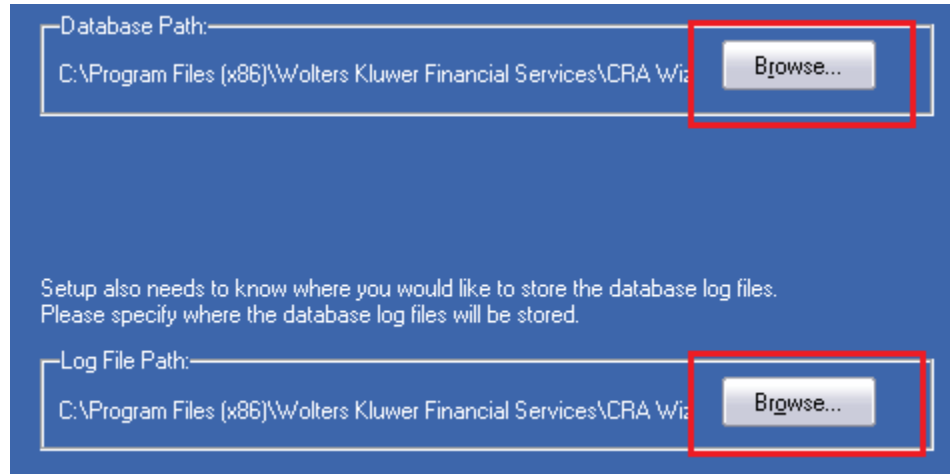 Database Path:
C:\Program Files (x86)\Wolters Kluwer Financial Services\CRA Wiz
Browse...
Setup also needs to know where you would like to store the database log files.
Please specify where the database log files will be stored.
Log File Path:
C:\Program Files (x86)\Wolters Kluwer Financial Services\CRA Wiz
Browse...